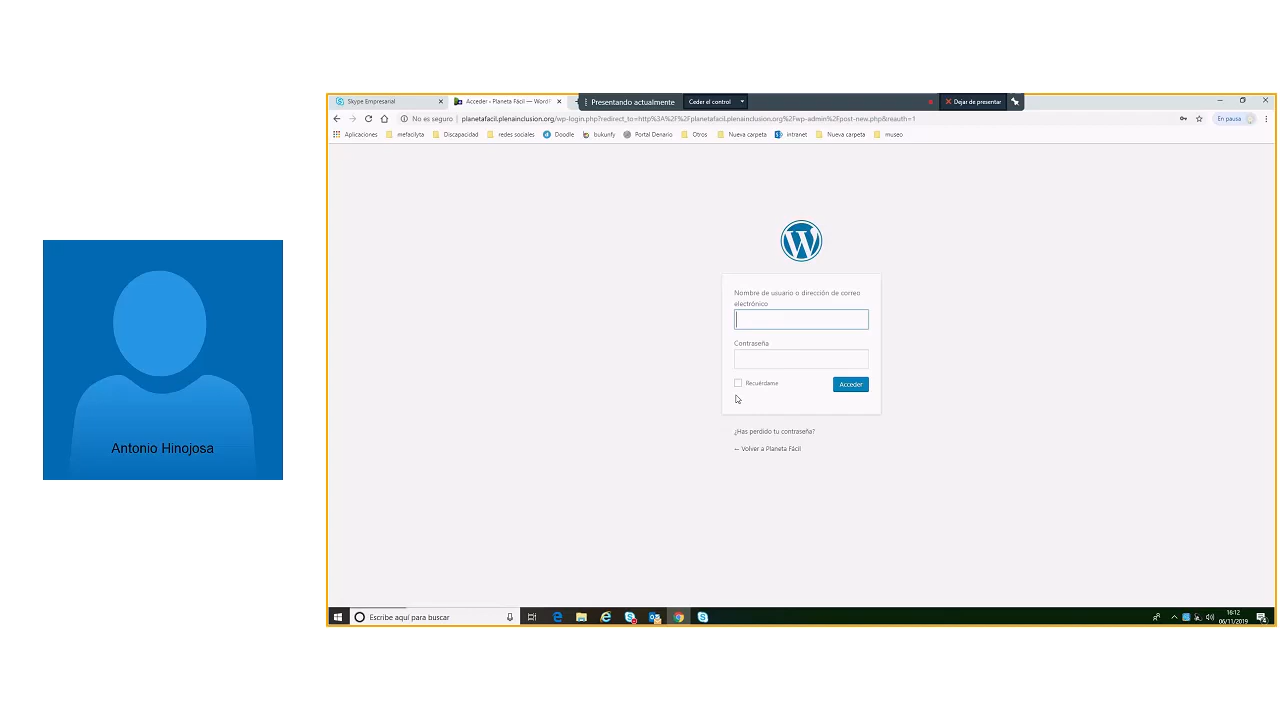 Antonio Hinojosa
Skype Empresarial
Acceder ‹ Planeta Fácil — WordP
Presentando actualmente
Ceder el control
Dejar de presentar
No es seguro
planetafacil.plenainclusion.org/wp-login.php?redirect_to=http%3A%2F%2Fplanetafacil.plenainclusion.org%2Fwp-admin%2Fpost-new.php&reauth=1
En pausa
Aplicaciones mefacilyta Discapacidad redes sociales Doodle bukunfy Portal Denario Otros Nueva carpeta intranet Nueva carpeta museo
Nombre de usuario o dirección de correo
electrónico
Contraseña
Recuérdame
Acceder
¿Has perdido tu contraseña?
← Volver a Planeta Fácil
Escribe aquí para buscar
16:12
06/11/2019